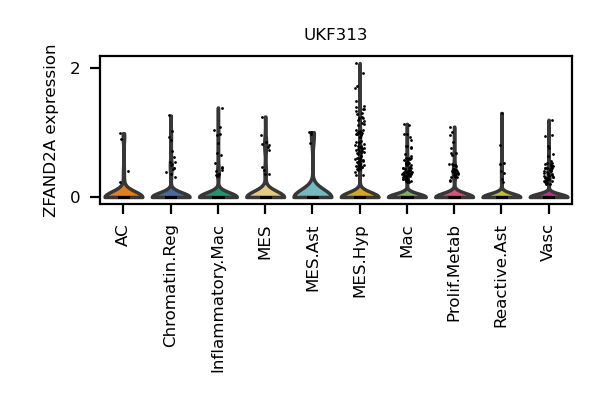 UKF313
ZFAND2A expression
2
0
AC
Chromatin.Reg
Inflammatory.Mac
MES
MES.Ast
MES.Hyp
Mac
Prolif.Metab
Reactive.Ast
Vasc